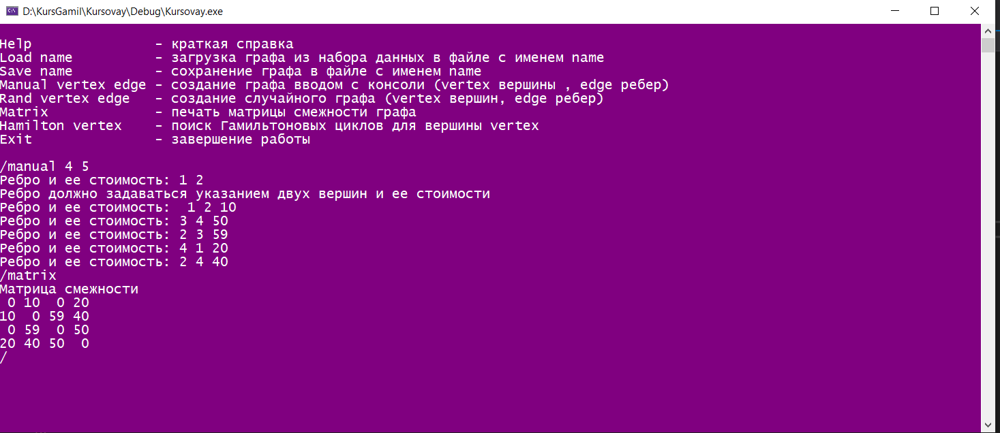 D:\KursGamil\Kursovay\Debug\Kursovay.exe
Help               - краткая справка
Load name          - загрузка графа из набора данных в файле с именем name
Save name          - сохранение графа в файле с именем name
Manual vertex edge - создание графа вводом с консоли (vertex вершины , edge ребер)
Rand vertex edge   - создание случайного графа (vertex вершин, edge ребер)
Matrix             - печать матрицы смежности графа
Hamilton vertex    - поиск Гамильтоновых циклов для вершины vertex
Exit               - завершение работы
/manual 4 5
Ребро и ее стоимость: 1 2
Ребро должно задаваться указанием двух вершин и ее стоимости
Ребро и ее стоимость:  1 2 10
Ребро и ее стоимость: 3 4 50
Ребро и ее стоимость: 2 3 59
Ребро и ее стоимость: 4 1 20
Ребро и ее стоимость: 2 4 40
/matrix
Матрица смежности
 0 10  0 20
10  0 59 40
 0 59  0 50
20 40 50  0
/